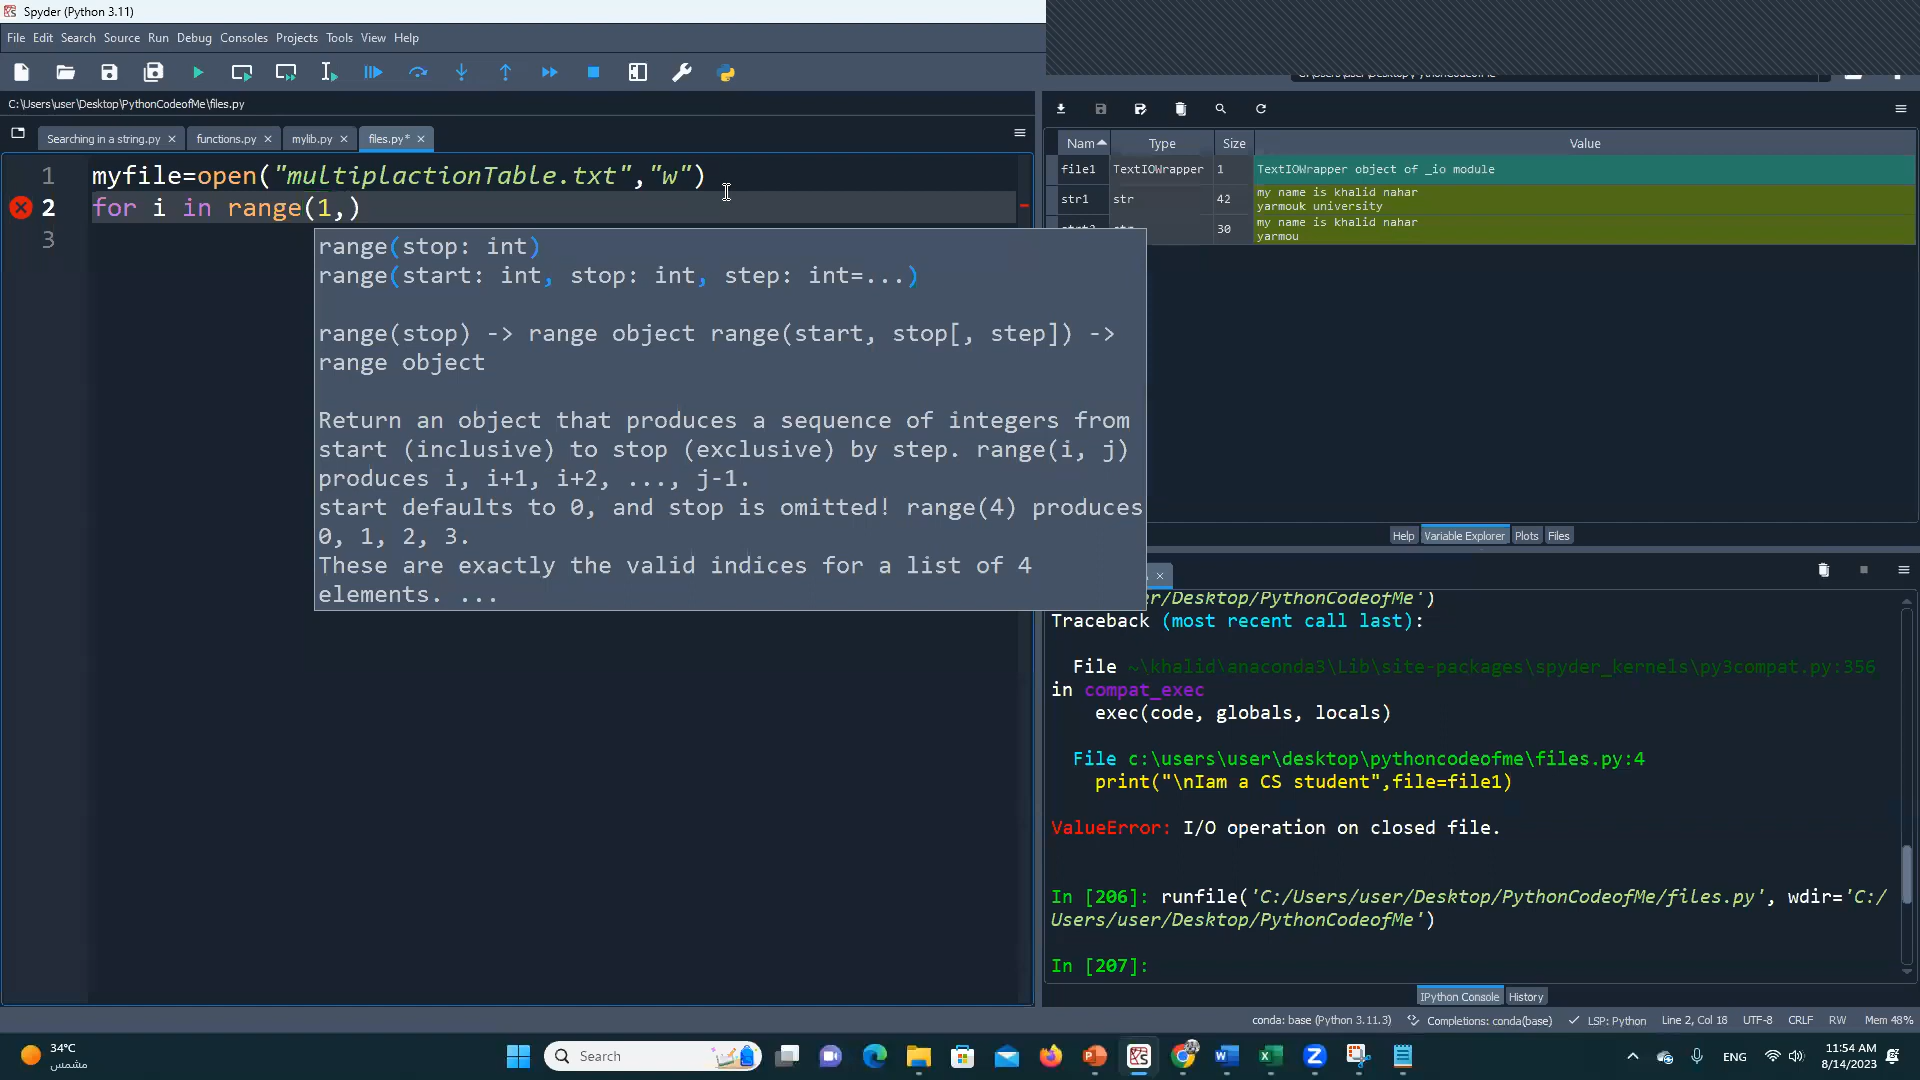 Spyder (Python 3.11)
File Edit Search Source Run Debug Consoles Projects Tools View Help
C:\Users\user\Desktop\PythonCodeofMe\files.py
Searching in a string.py functions.py mylib.py files.py*
1 myfile=open("multiplactionTable.txt","w")
2 for i in range(1,)
3
range(stop: int)
range(start: int, stop: int, step: int=...)
range(stop) -> range object range(start, stop[, step]) ->
range object
Return an object that produces a sequence of integers from
start (inclusive) to stop (exclusive) by step. range(i, j)
produces i, i+1, i+2, ..., j-1.
start defaults to 0, and stop is omitted! range(4) produces
0, 1, 2, 3.
These are exactly the valid indices for a list of 4
elements. ...
Nam Type Size Value
file1 TextIOWrapper 1 TextIOWrapper object of _io module
str1 str 42 my name is khalid nahar
yarmouk university
30 my name is khalid nahar
yarmou
Help Variable Explorer Plots Files
er/Desktop/PythonCodeofMe')
Traceback (most recent call last):
File ~\khalid\anaconda3\Lib\site-packages\spyder_kernels\py3compat.py:356
in compat_exec
exec(code, globals, locals)
File c:\users\user\desktop\pythoncodeofme\files.py:4
print("\nIam a CS student",file=file1)
ValueError: I/O operation on closed file.
In [206]: runfile('C:/Users/user/Desktop/PythonCodeofMe/files.py', wdir='C:/
Users/user/Desktop/PythonCodeofMe')
In [207]:
IPython Console History
conda: base (Python 3.11.3) Completions: conda(base) LSP: Python Line 2, Col 18 UTF-8 CRLF RW Mem 48%
34°C
مشمس
Search
ENG
11:54 AM
8/14/2023